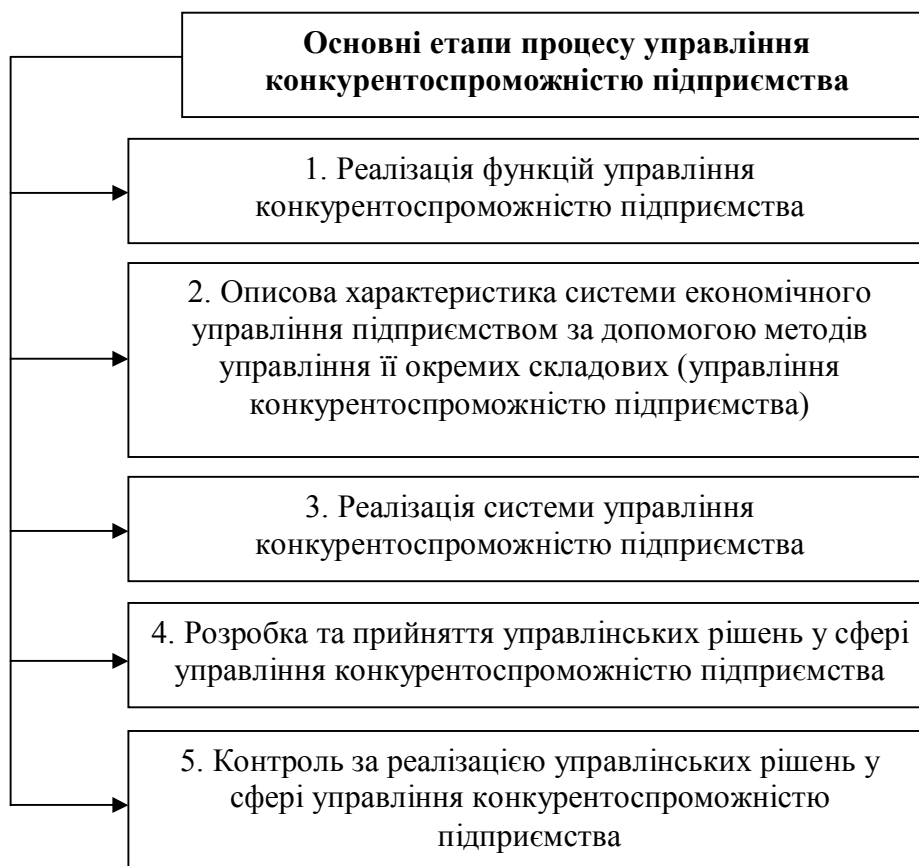 Основні етапи процесу управління
конкурентоспроможністю підприємства
1. Реалізація функцій управління
конкурентоспроможністю підприємства
2. Описова характеристика системи економічного
управління підприємством за допомогою методів
управління її окремих складових (управління
конкурентоспроможністю підприємства)
3. Реалізація системи управління
конкурентоспроможністю підприємства
4. Розробка та прийняття управлінських рішень у сфері
управління конкурентоспроможністю підприємства
5. Контроль за реалізацією управлінських рішень у
сфері управління конкурентоспроможністю
підприємства